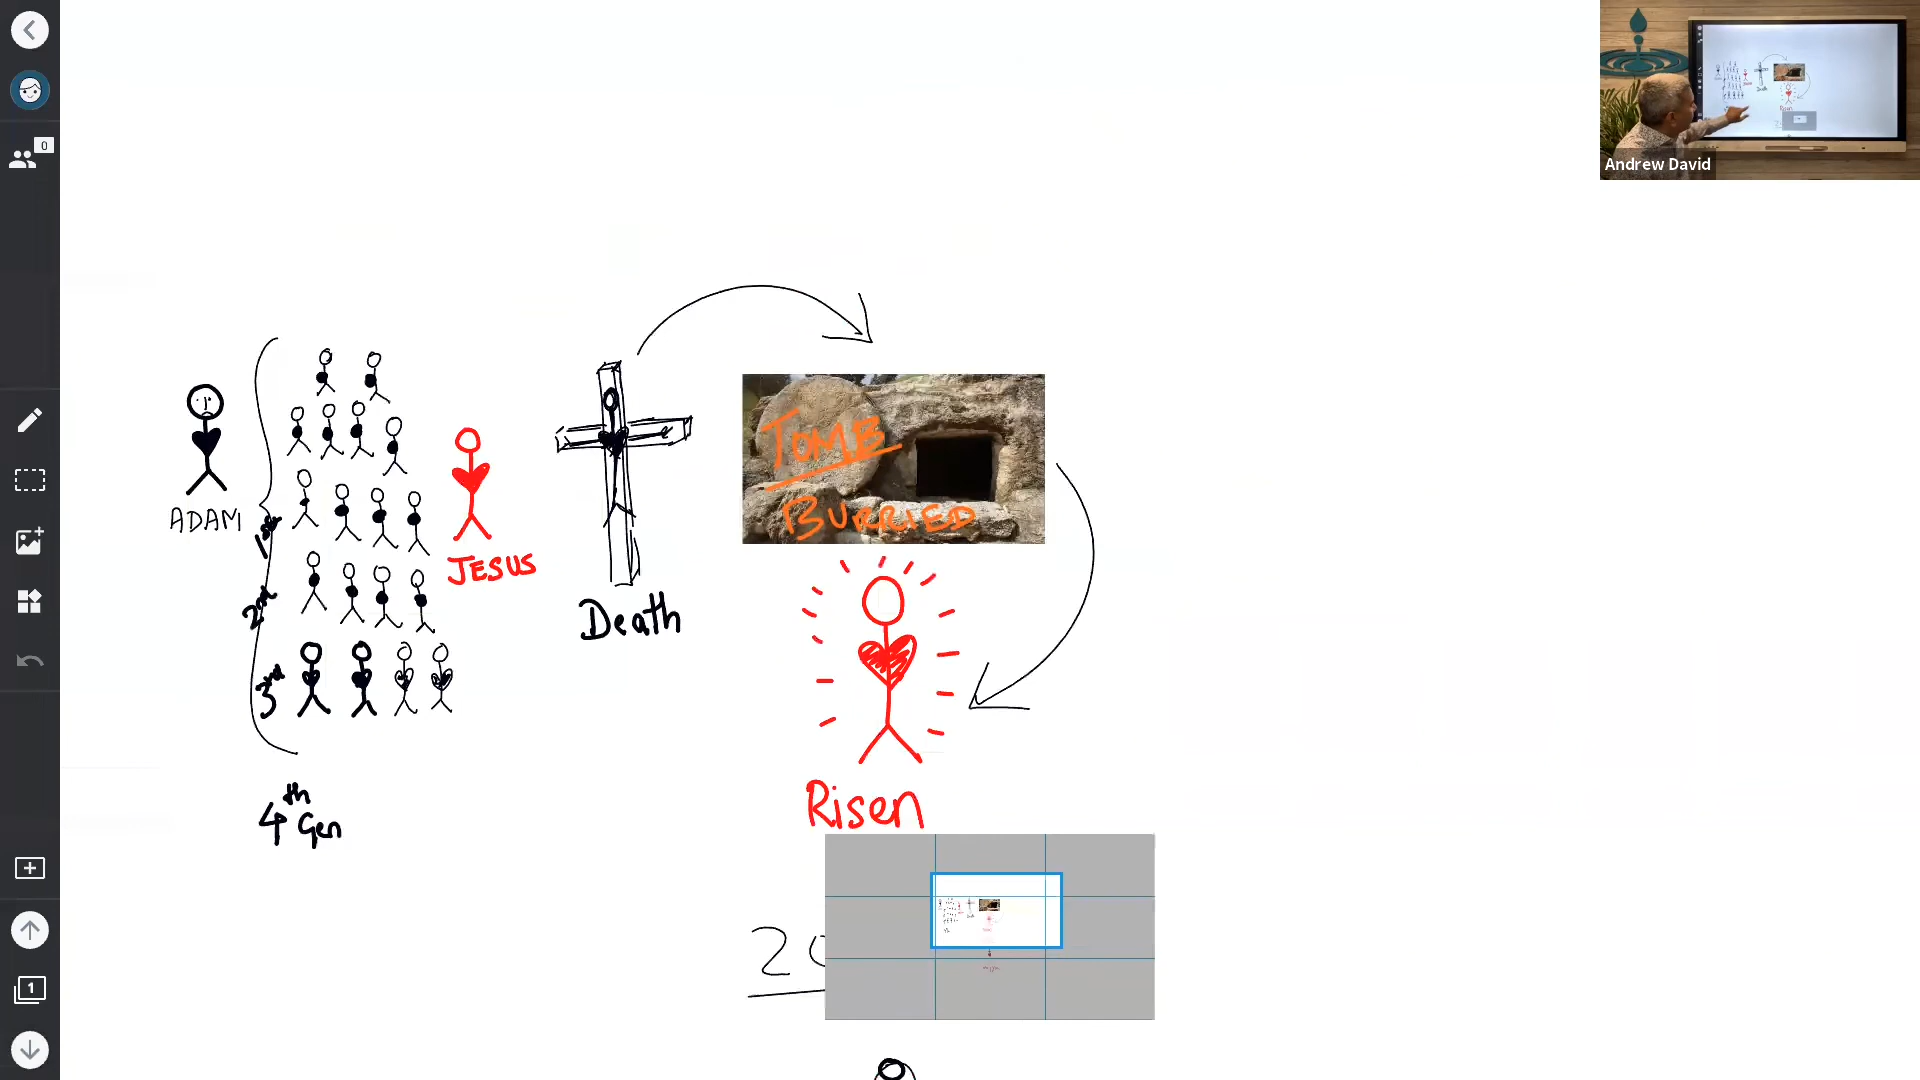 0
Andrew David
ADAM
1st
2nd
3rd
4th Gen
JESUS
Death
TOMB
BURRIED
Risen
1